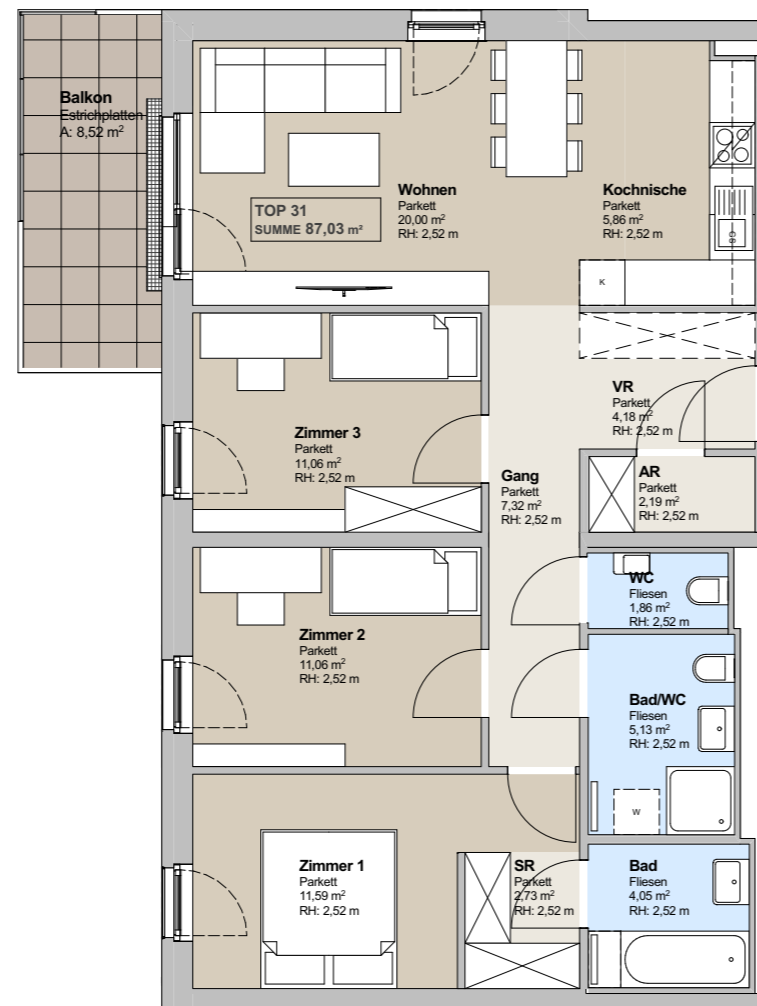 Balkon
Estrichplatten
A: 8,52 m²
TOP 31
SUMME 87,03 m²
Wohnen
Parkett
20,00 m²
RH: 2,52 m
Kochnische
Parkett
5,86 m²
RH: 2,52 m
GS
K
VR
Parkett
4,18 m²
RH: 2,52 m
Zimmer 3
Parkett
11,06 m²
RH: 2,52 m
Gang
Parkett
7,32 m²
RH: 2,52 m
AR
Parkett
2,19 m²
RH: 2,52 m
WC
Fliesen
1,86 m²
RH: 2,52 m
Zimmer 2
Parkett
11,06 m²
RH: 2,52 m
Bad/WC
Fliesen
5,13 m²
RH: 2,52 m
W
Zimmer 1
Parkett
11,59 m²
RH: 2,52 m
SR
Parkett
2,73 m²
RH: 2,52 m
Bad
Fliesen
4,05 m²
RH: 2,52 m